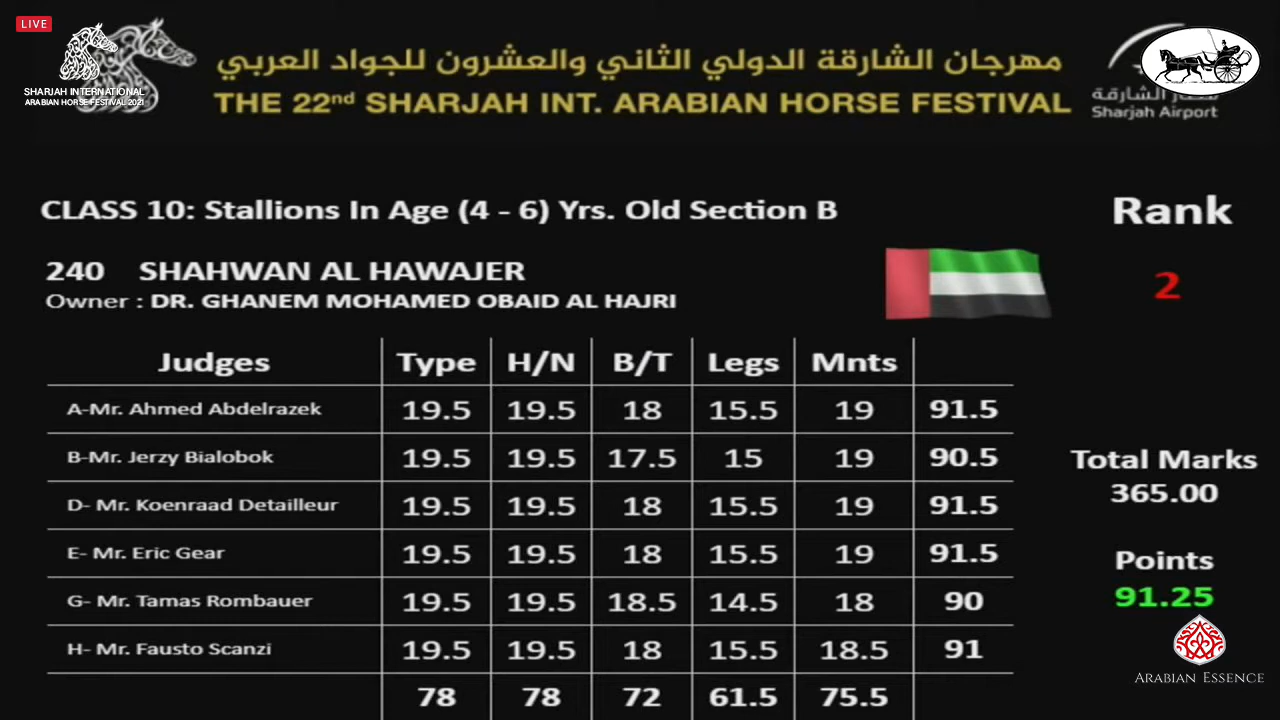 LIVE
SHARJAH INTERNATIONAL
ARABIAN HORSE FESTIVAL 2021
مهرجان الشارقة الدولي الثاني والعشرون للجواد العربي
THE 22nd SHARJAH INT. ARABIAN HORSE FESTIVAL
الشارقة
Sharjah Airport
CLASS 10: Stallions In Age (4 - 6) Yrs. Old Section B
Rank
240 SHAHWAN AL HAWAJER
2
Owner : DR. GHANEM MOHAMED OBAID AL HAJRI
Judges Type H/N B/T Legs Mnts
A-Mr. Ahmed Abdelrazek 19.5 19.5 18 15.5 19 91.5
B-Mr. Jerzy Bialobok 19.5 19.5 17.5 15 19 90.5
D- Mr. Koenraad Detailleur 19.5 19.5 18 15.5 19 91.5
E- Mr. Eric Gear 19.5 19.5 18 15.5 19 91.5
G- Mr. Tamas Rombauer 19.5 19.5 18.5 14.5 18 90
H- Mr. Fausto Scanzi 19.5 19.5 18 15.5 18.5 91
78 78 72 61.5 75.5
Total Marks
365.00
Points
91.25
ARABIAN ESSENCE